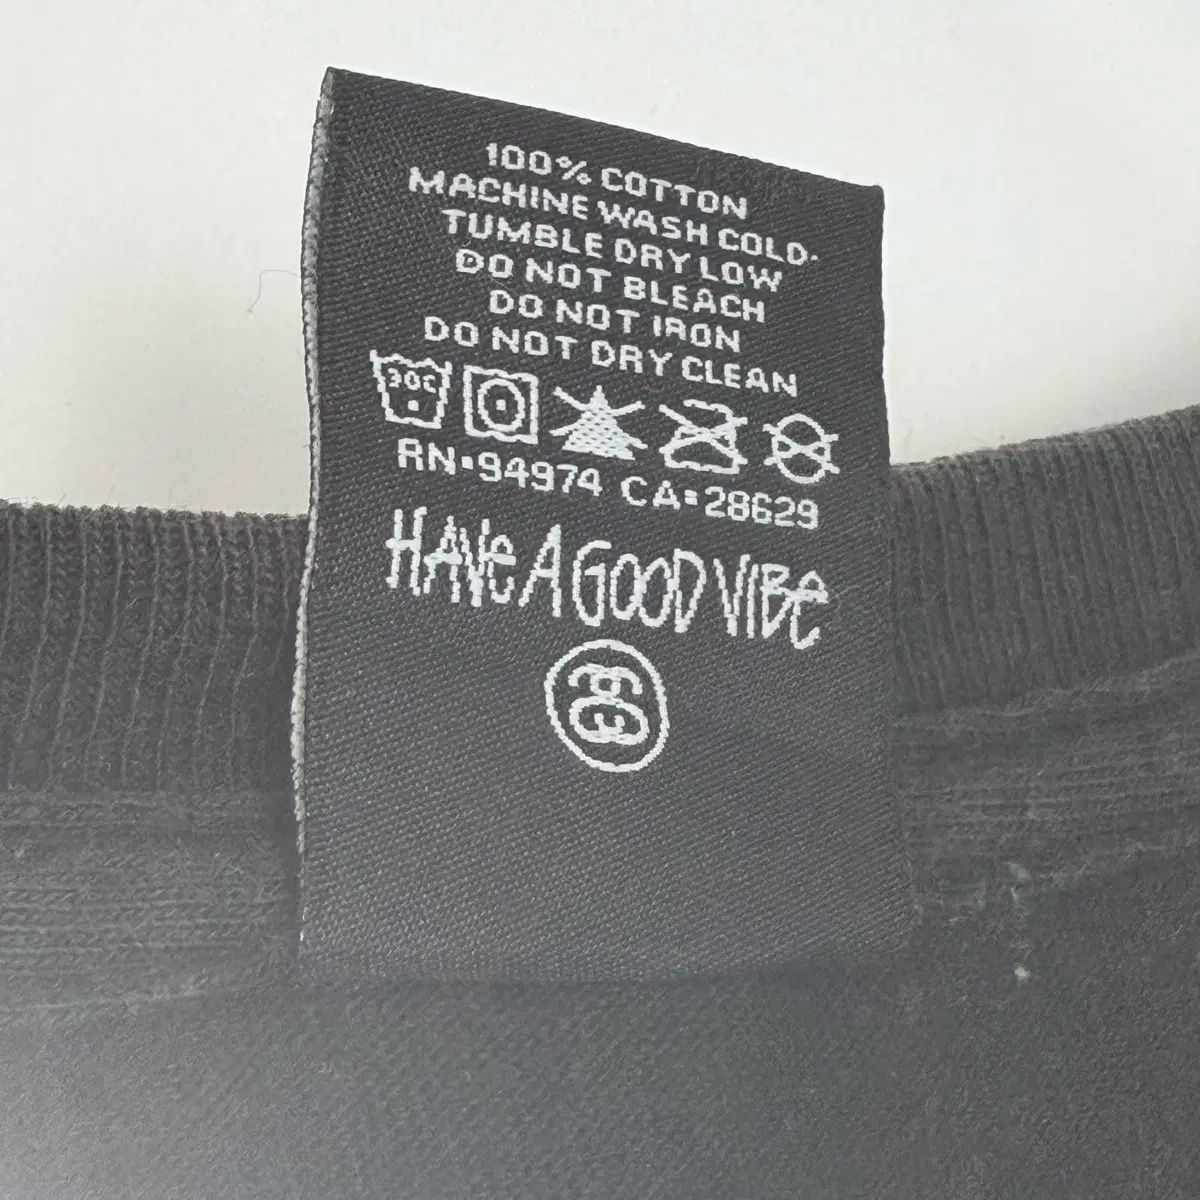 100% COTTON
MACHINE WASH COLD.
TUMBLE DRY LOW
DO NOT BLEACH
DO NOT IRON
DO NOT DRY CLEAN
30C
RN=94974 CA=28629
HAVE A GOOD VIBE